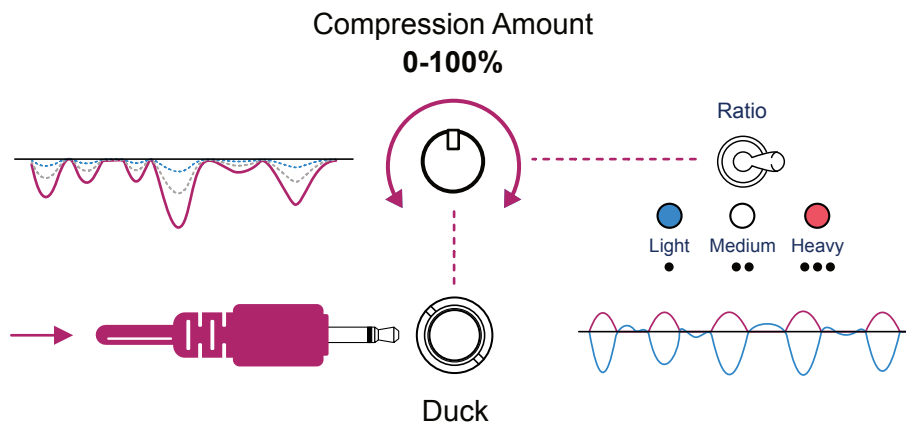 Compression Amount
0-100%
Ratio
Light Medium Heavy
Duck